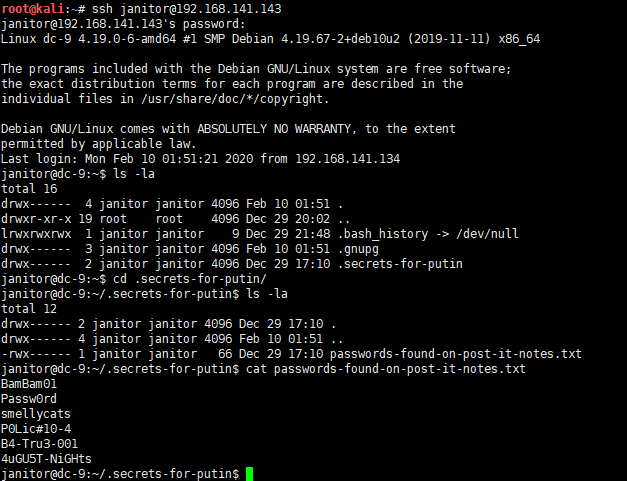 root@kali:~# ssh janitor@192.168.141.143
janitor@192.168.141.143's password:
Linux dc-9 4.19.0-6-amd64 #1 SMP Debian 4.19.67-2+deb10u2 (2019-11-11) x86_64
The programs included with the Debian GNU/Linux system are free software;
the exact distribution terms for each program are described in the
individual files in /usr/share/doc/*/copyright.
Debian GNU/Linux comes with ABSOLUTELY NO WARRANTY, to the extent
permitted by applicable law.
Last login: Mon Feb 10 01:51:21 2020 from 192.168.141.134
janitor@dc-9:~$ ls -la
total 16
drwx------  4 janitor janitor 4096 Feb 10 01:51 .
drwxr-xr-x 19 root    root    4096 Dec 29 20:02 ..
lrwxrwxrwx  1 janitor janitor    9 Dec 29 21:48 .bash_history -> /dev/null
drwx------  3 janitor janitor 4096 Feb 10 01:51 .gnupg
drwx------  2 janitor janitor 4096 Dec 29 17:10 .secrets-for-putin
janitor@dc-9:~$ cd .secrets-for-putin/
janitor@dc-9:~/.secrets-for-putin$ ls -la
total 12
drwx------ 2 janitor janitor 4096 Dec 29 17:10 .
drwx------ 4 janitor janitor 4096 Feb 10 01:51 ..
-rwx------ 1 janitor janitor   66 Dec 29 17:10 passwords-found-on-post-it-notes.txt
janitor@dc-9:~/.secrets-for-putin$ cat passwords-found-on-post-it-notes.txt
BamBam01
Passw0rd
smellycats
P0Lic#10-4
B4-Tru3-001
4uGU5T-NiGHts
janitor@dc-9:~/.secrets-for-putin$